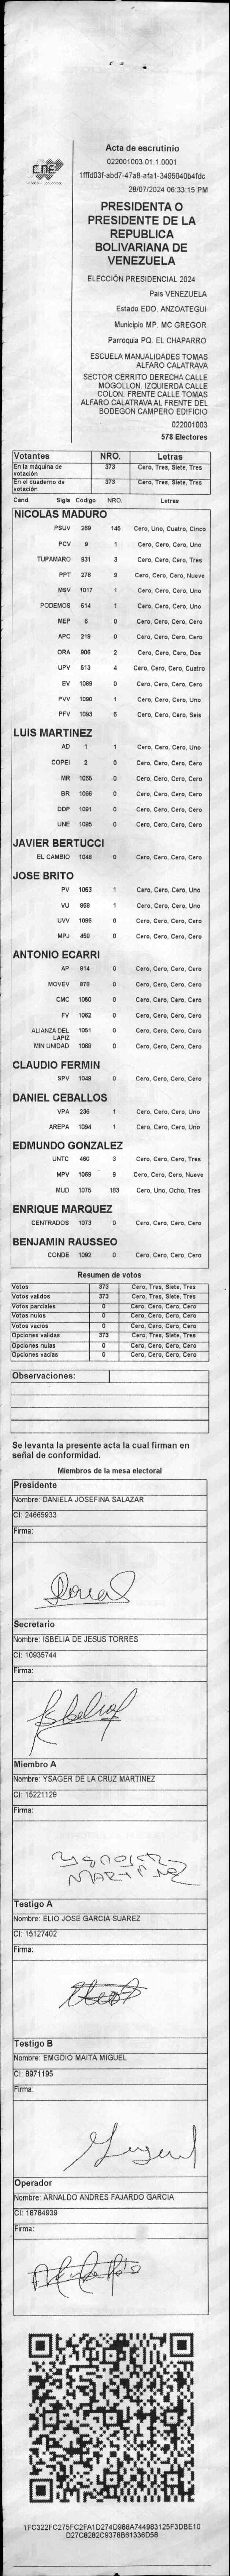 CNE
Acta de escrutinio
022001003.01.1.0001
1fffd03f-abd7-47a8-afa1-3495040b4fdc
28/07/2024 06:33:15 PM
PRESIDENTA O
PRESIDENTE DE LA
REPUBLICA
BOLIVARIANA DE
VENEZUELA
ELECCIÓN PRESIDENCIAL 2024
País VENEZUELA
Estado EDO. ANZOATEGUI
Municipio MP. MC GREGOR
Parroquia PQ. EL CHAPARRO
ESCUELA MANUALIDADES TOMAS
ALFARO CALATRAVA
SECTOR CERRITO DERECHA CALLE
MOGOLLON. IZQUIERDA CALLE
COLON. FRENTE CALLE TOMAS
ALFARO CALATRAVA AL FRENTE DEL
BODEGON CAMPERO EDIFICIO
022001003
578 Electores
Votantes NRO. Letras
En la máquina de votación 373 Cero, Tres, Siete, Tres
En el cuaderno de votación 373 Cero, Tres, Siete, Tres
Cand. Sigla Código NRO. Letras
NICOLAS MADURO
PSUV 269 145 Cero, Uno, Cuatro, Cinco
PCV 9 1 Cero, Cero, Cero, Uno
TUPAMARO 931 3 Cero, Cero, Cero, Tres
PPT 276 9 Cero, Cero, Cero, Nueve
MSV 1017 1 Cero, Cero, Cero, Uno
PODEMOS 514 1 Cero, Cero, Cero, Uno
MEP 6 0 Cero, Cero, Cero, Cero
APC 219 0 Cero, Cero, Cero, Cero
ORA 906 2 Cero, Cero, Cero, Dos
UPV 513 4 Cero, Cero, Cero, Cuatro
EV 1089 0 Cero, Cero, Cero, Cero
PVV 1090 1 Cero, Cero, Cero, Uno
PFV 1093 6 Cero, Cero, Cero, Seis
LUIS MARTINEZ
AD 1 1 Cero, Cero, Cero, Uno
COPEI 2 0 Cero, Cero, Cero, Cero
MR 1065 0 Cero, Cero, Cero, Cero
BR 1066 0 Cero, Cero, Cero, Cero
DDP 1091 0 Cero, Cero, Cero, Cero
UNE 1095 0 Cero, Cero, Cero, Cero
JAVIER BERTUCCI
EL CAMBIO 1048 0 Cero, Cero, Cero, Cero
JOSE BRITO
PV 1053 1 Cero, Cero, Cero, Uno
VU 969 1 Cero, Cero, Cero, Uno
UVV 1096 0 Cero, Cero, Cero, Cero
MPJ 458 0 Cero, Cero, Cero, Cero
ANTONIO ECARRI
AP 814 0 Cero, Cero, Cero, Cero
MOVEV 979 0 Cero, Cero, Cero, Cero
CMC 1050 0 Cero, Cero, Cero, Cero
FV 1062 0 Cero, Cero, Cero, Cero
ALIANZA DEL LAPIZ 1051 0 Cero, Cero, Cero, Cero
MIN UNIDAD 1068 0 Cero, Cero, Cero, Cero
CLAUDIO FERMIN
SPV 1049 0 Cero, Cero, Cero, Cero
DANIEL CEBALLOS
VPA 236 1 Cero, Cero, Cero, Uno
AREPA 1094 1 Cero, Cero, Cero, Uno
EDMUNDO GONZALEZ
UNTC 460 3 Cero, Cero, Cero, Tres
MPV 1069 9 Cero, Cero, Cero, Nueve
MUD 1075 183 Cero, Uno, Ocho, Tres
ENRIQUE MARQUEZ
CENTRADOS 1073 0 Cero, Cero, Cero, Cero
BENJAMIN RAUSSEO
CONDE 1092 0 Cero, Cero, Cero, Cero
Resumen de votos
Votos 373 Cero, Tres, Siete, Tres
Votos validos 373 Cero, Tres, Siete, Tres
Votos parciales 0 Cero, Cero, Cero, Cero
Votos nulos 0 Cero, Cero, Cero, Cero
Votos vacíos 0 Cero, Cero, Cero, Cero
Opciones validas 373 Cero, Tres, Siete, Tres
Opciones nulas 0 Cero, Cero, Cero, Cero
Opciones vacías 0 Cero, Cero, Cero, Cero
Observaciones:
Se levanta la presente acta la cual firman en
señal de conformidad.
Miembros de la mesa electoral
Presidente
Nombre: DANIELA JOSEFINA SALAZAR
CI: 24665933
Firma:
Secretario
Nombre: ISBELIA DE JESUS TORRES
CI: 10935744
Firma:
Miembro A
Nombre: YSAGER DE LA CRUZ MARTINEZ
CI: 15221129
Firma:
Testigo A
Nombre: ELIO JOSE GARCIA SUAREZ
CI: 15127402
Firma:
Testigo B
Nombre: EMGDIO MAITA MIGUEL
CI: 8971195
Firma:
Operador
Nombre: ARNALDO ANDRES FAJARDO GARCIA
CI: 18784939
Firma:
1FC322FC275FC2FA1D274D988A744983125F3DBE10
D27C8282C9378B61336D58